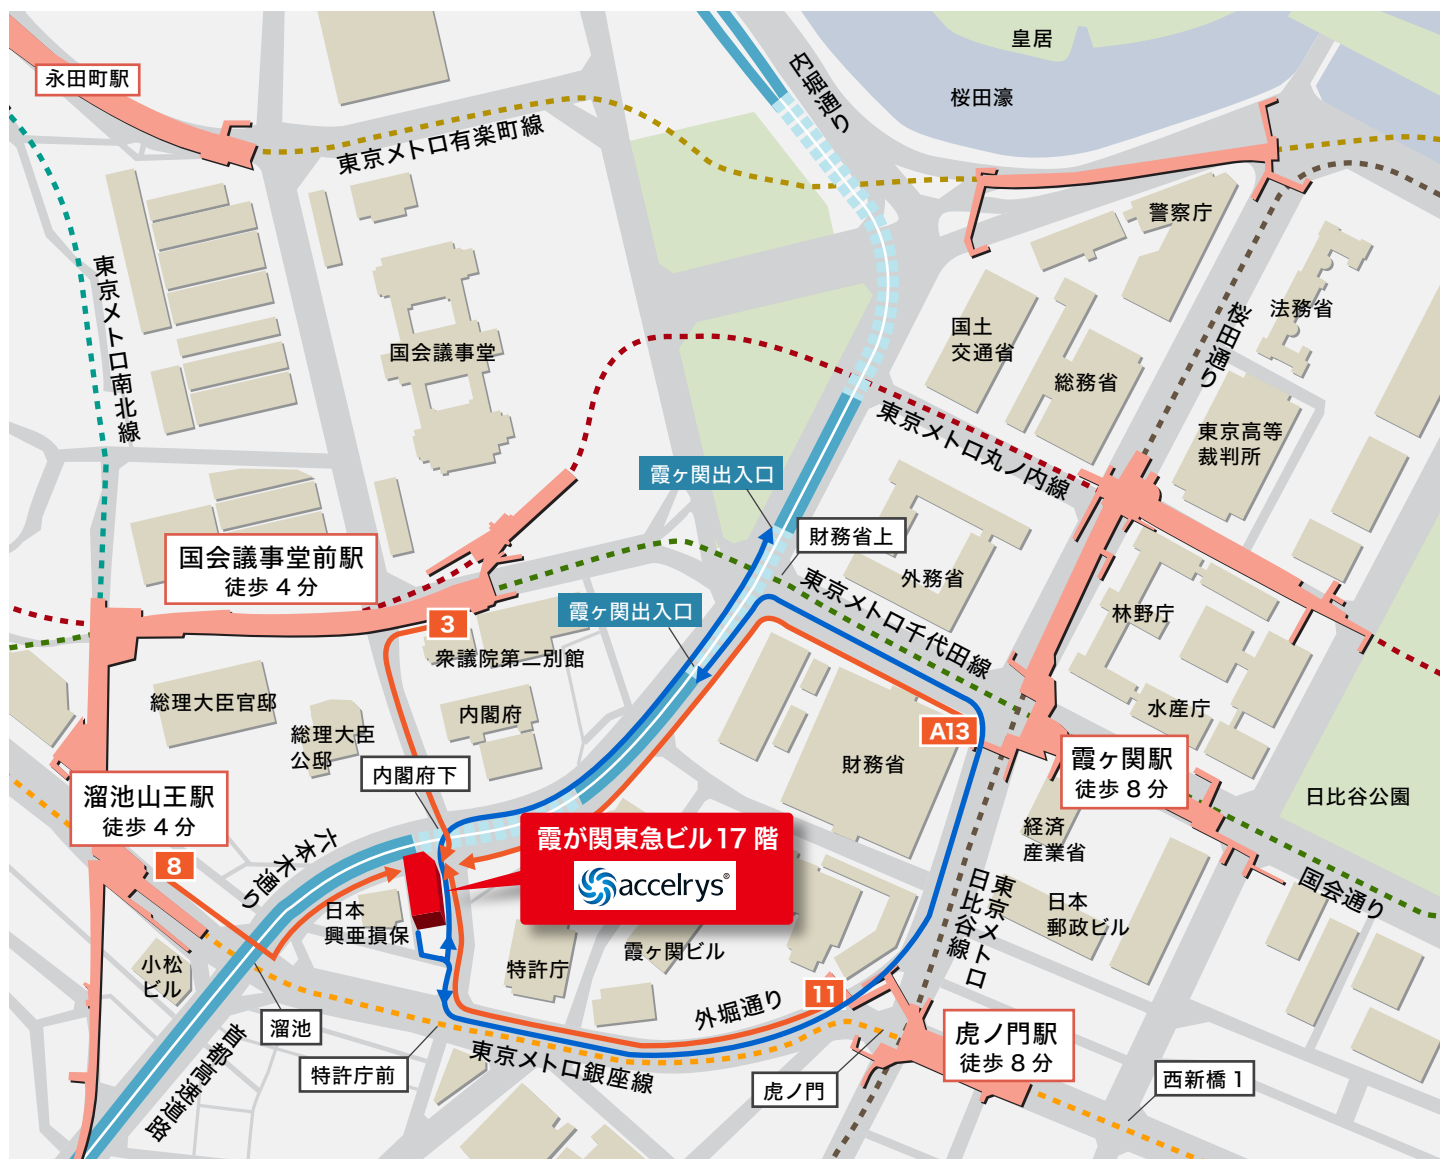 皇居
永田町駅
内堀通り
桜田濠
東京メトロ有楽町線
警察庁
東京メトロ南北線
国会議事堂
国土
交通省
桜田通り
法務省
総務省
東京メトロ丸ノ内線
東京高等
裁判所
霞ヶ関出入口
財務省上
国会議事堂前駅
徒歩 4 分
外務省
東京メトロ千代田線
霞ヶ関出入口
林野庁
3
衆議院第二別館
総理大臣官邸
内閣府
水産庁
総理大臣
公邸
A13
内閣府下
財務省
霞ヶ関駅
徒歩 8 分
溜池山王駅
徒歩 4 分
日比谷公園
六本木通り
霞が関東急ビル17 階
accelrys®
経済
産業省
8
国会通り
東京メトロ
日比谷線
日本
興亜損保
日本
郵政ビル
霞ヶ関ビル
小松
ビル
特許庁
11
外堀通り
溜池
虎ノ門駅
徒歩 8 分
首都高速道路
特許庁前
東京メトロ銀座線
虎ノ門
西新橋 1